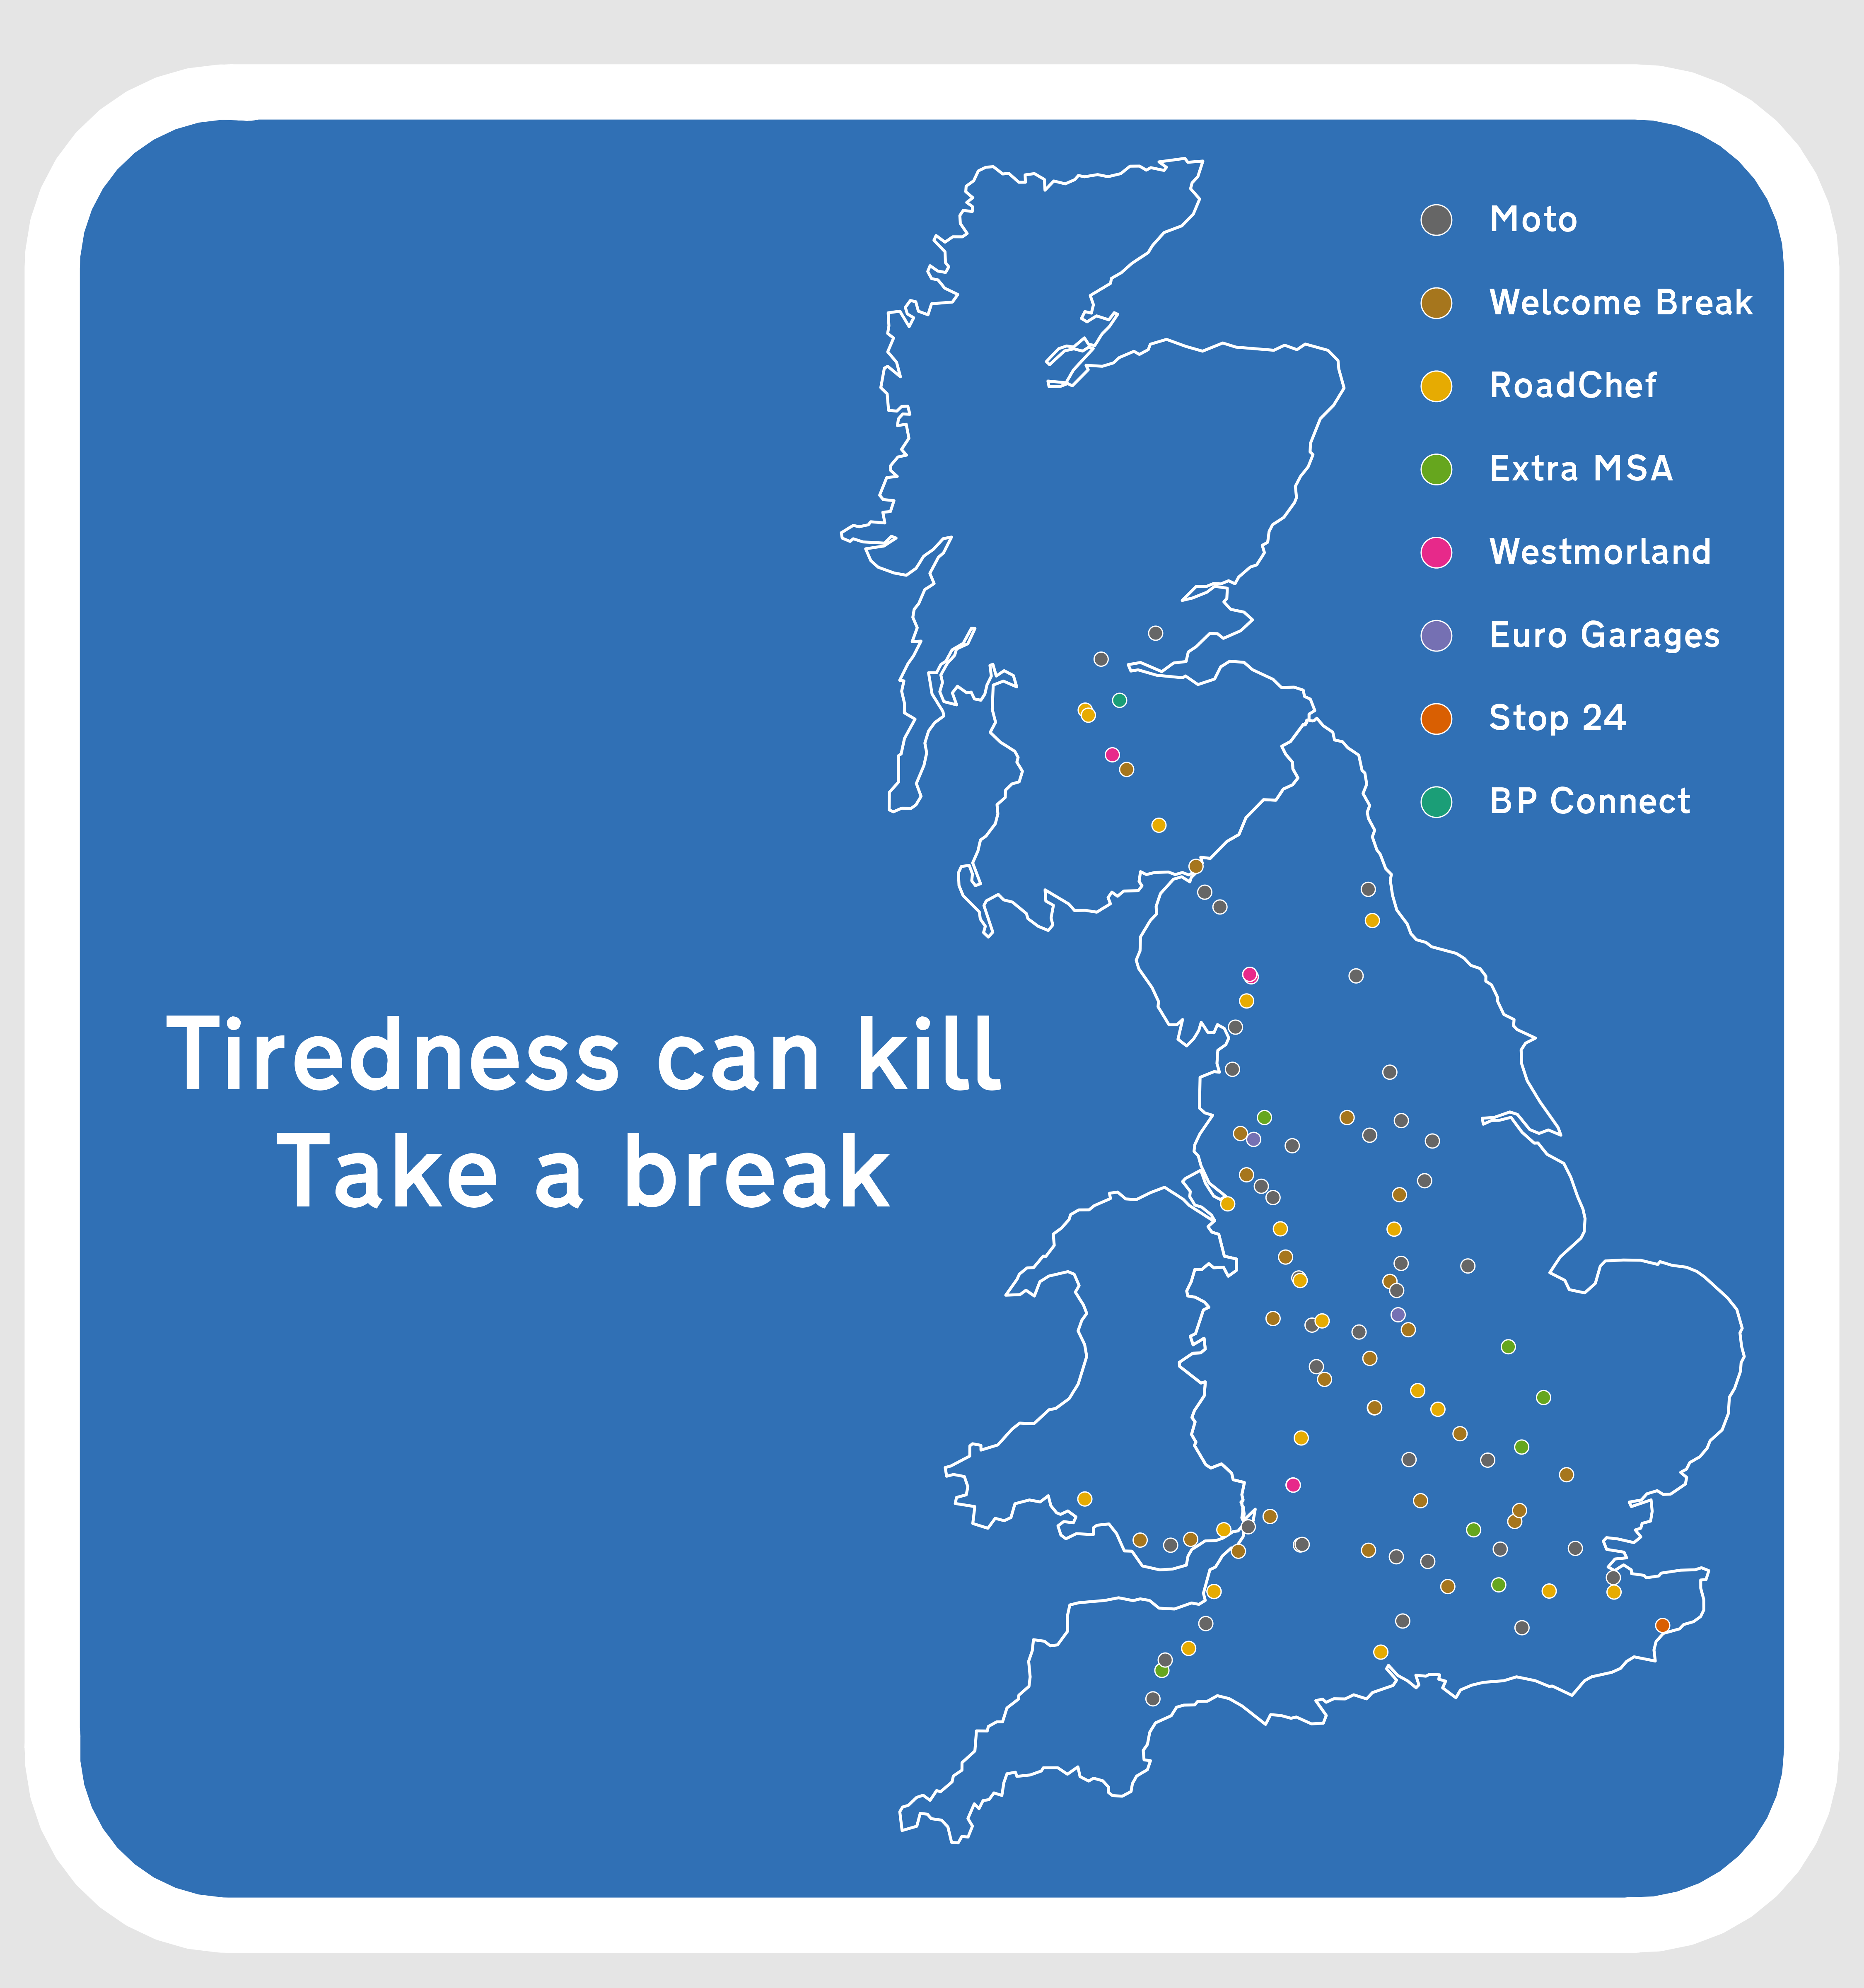 Moto
Welcome Break
RoadChef
Extra MSA
Westmorland
Euro Garages
Stop 24
BP Connect
Tiredness can kill
Take a break